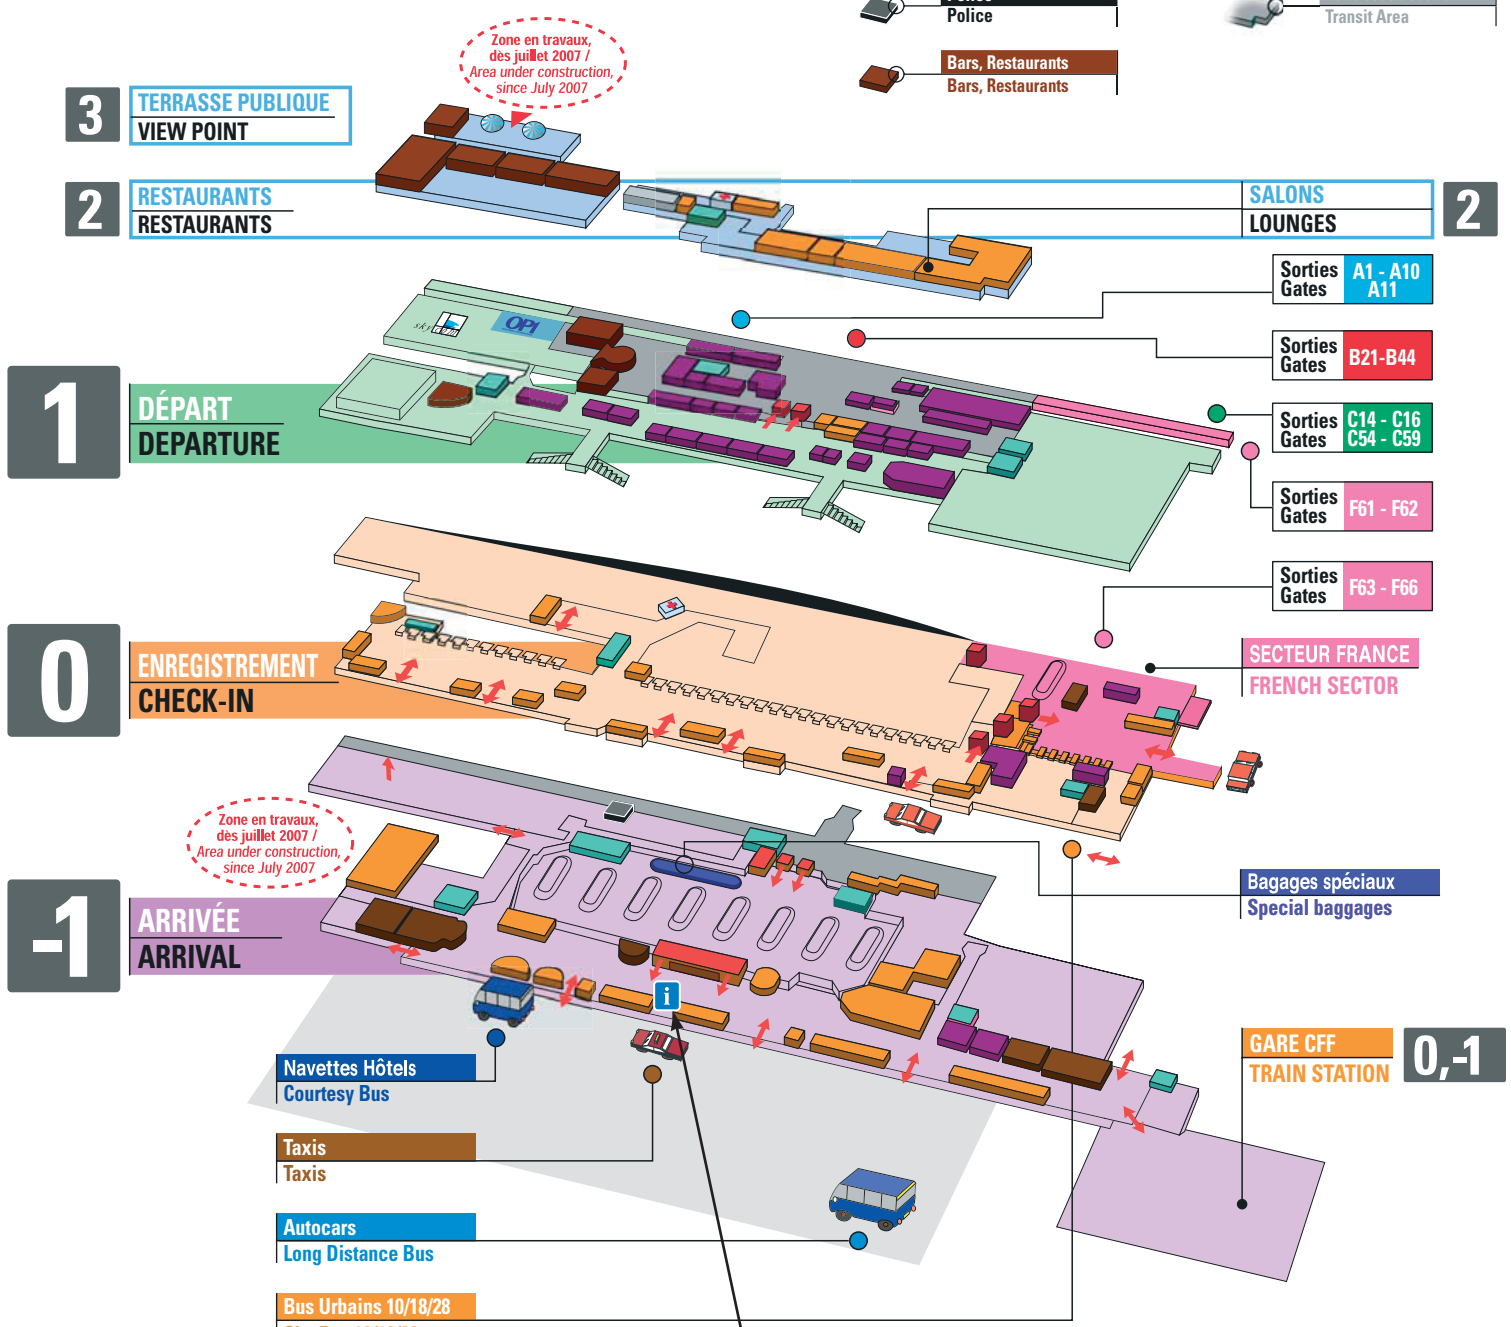 Police
Transit Area
Bars, Restaurants
Bars, Restaurants
Zone en travaux,
dès juillet 2007 /
Area under construction,
since July 2007
3
TERRASSE PUBLIQUE
VIEW POINT
2
RESTAURANTS
RESTAURANTS
SALONS
LOUNGES
2
Sorties
Gates
A1 - A10
A11
Sorties
Gates
B21-B44
Sorties
Gates
C14 - C16
C54 - C59
Sorties
Gates
F61 - F62
Sorties
Gates
F63 - F66
sky
OPI
1
DÉPART
DEPARTURE
0
ENREGISTREMENT
CHECK-IN
SECTEUR FRANCE
FRENCH SECTOR
Zone en travaux,
dès juillet 2007 /
Area under construction,
since July 2007
-1
ARRIVÉE
ARRIVAL
Bagages spéciaux
Special baggages
i
GARE CFF
TRAIN STATION
0,-1
Navettes Hôtels
Courtesy Bus
Taxis
Taxis
Autocars
Long Distance Bus
Bus Urbains 10/18/28